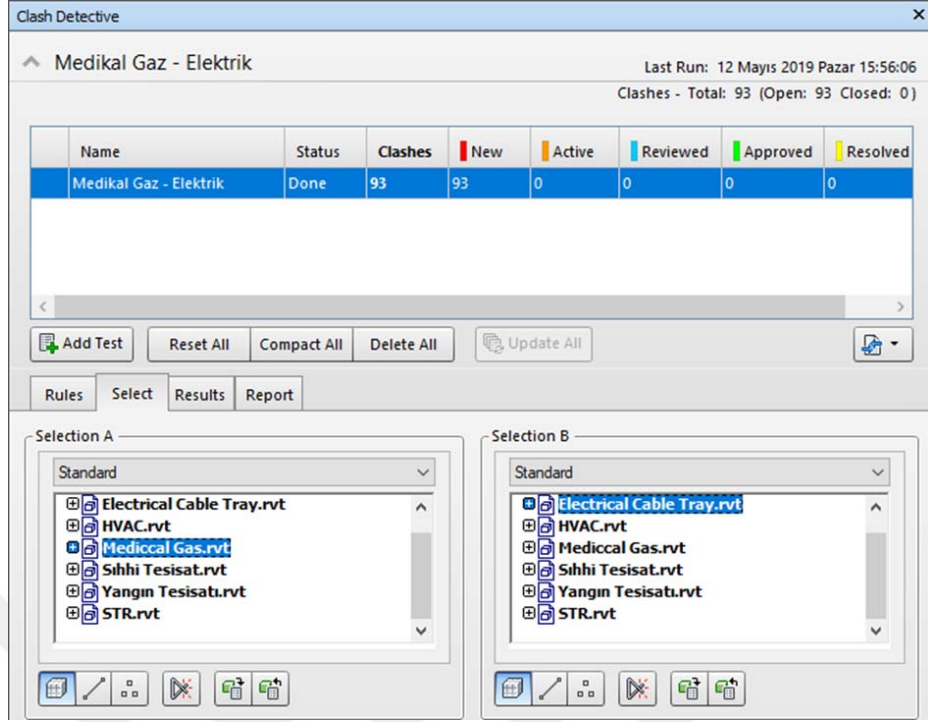 Clash Detective
Medikal Gaz - Elektrik
Last Run: 12 Mayıs 2019 Pazar 15:56:06
Clashes - Total: 93 (Open: 93 Closed: 0)
Name Status Clashes New Active Reviewed Approved Resolved
Medikal Gaz - Elektrik Done 93 93 0 0 0 0
Add Test Reset All Compact All Delete All Update All
Rules Select Results Report
Selection A
Standard
Electrical Cable Tray.rvt
HVAC.rvt
Mediccal Gas.rvt
Sıhhi Tesisat.rvt
Yangın Tesisatı.rvt
STR.rvt
Selection B
Standard
Electrical Cable Tray.rvt
HVAC.rvt
Mediccal Gas.rvt
Sıhhi Tesisat.rvt
Yangın Tesisatı.rvt
STR.rvt